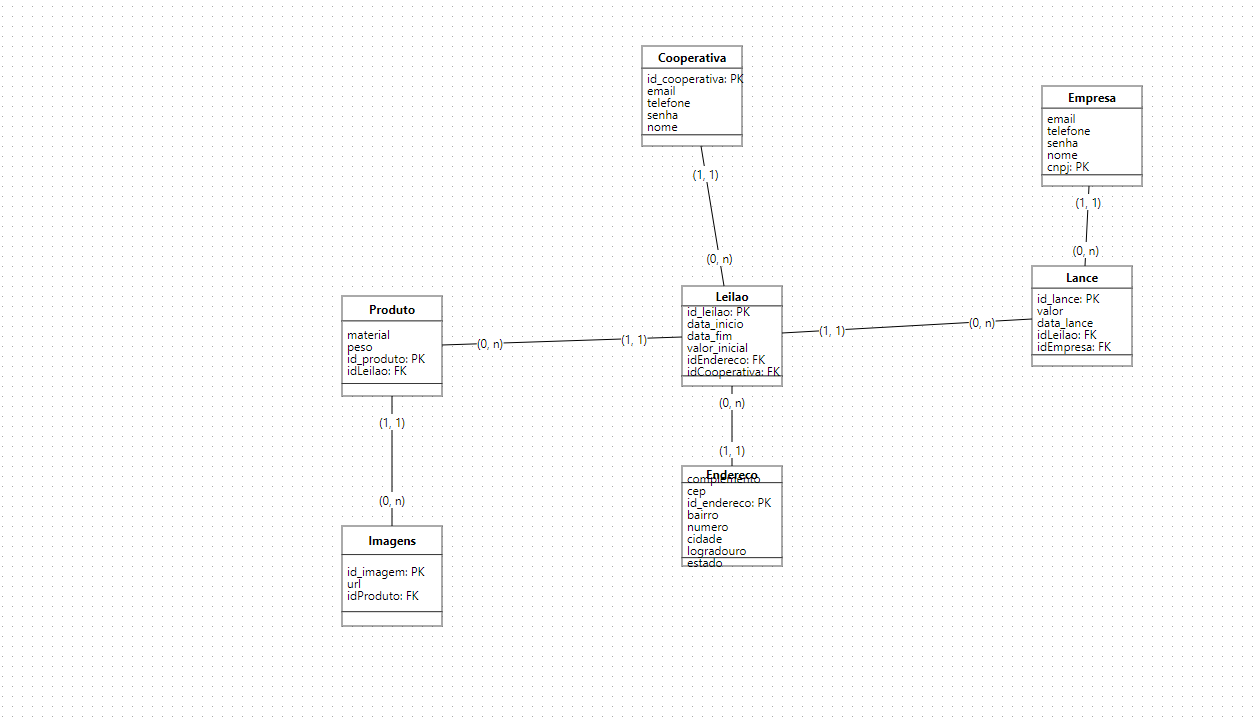 Cooperativa
id_cooperativa: PK
email
telefone
senha
nome
(1, 1)
(0, n)
Empresa
email
telefone
senha
nome
cnpj: PK
(1, 1)
(0, n)
Lance
id_lance: PK
valor
data_lance
idLeilao: FK
idEmpresa: FK
Leilao
id_leilao: PK
data_inicio
data_fim
valor_inicial
idEndereco: FK
idCooperativa: FK
(1, 1)
(0, n)
Produto
material
peso
id_produto: PK
idLeilao: FK
(0, n)
(1, 1)
(1, 1)
(0, n)
Imagens
id_imagem: PK
url
idProduto: FK
(0, n)
(1, 1)
Endereco
complemento
cep
id_endereco: PK
bairro
numero
cidade
logradouro
estado